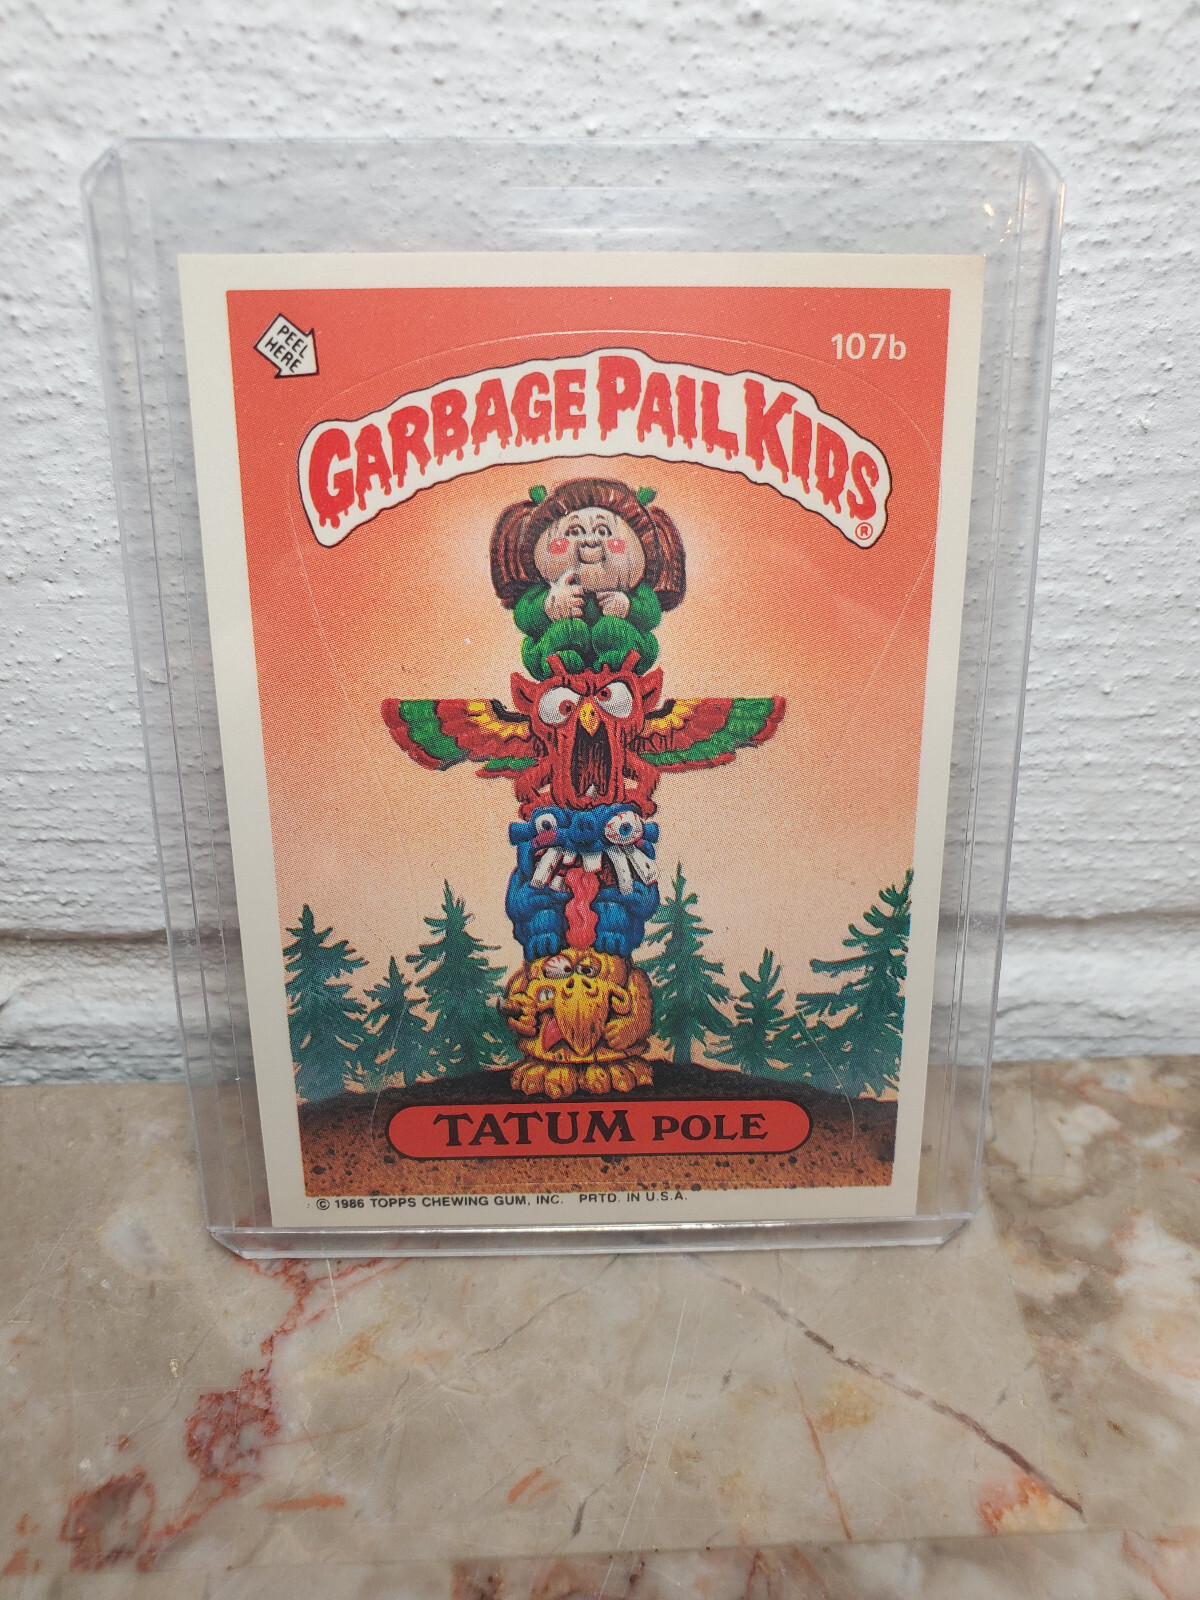 PEEL
HERE
107b
GARBAGE PAIL KIDS®
TATUM POLE
© 1986 TOPPS CHEWING GUM, INC. PRTD. IN U.S.A.